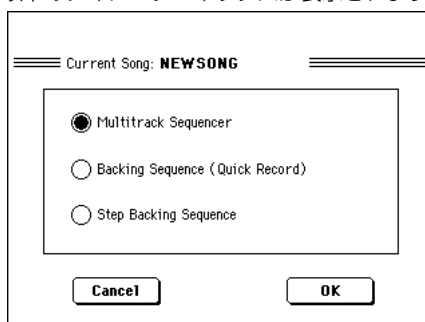 Current Song: NEWSONG
Multitrack Sequencer
Backing Sequence (Quick Record)
Step Backing Sequence
Cancel
OK